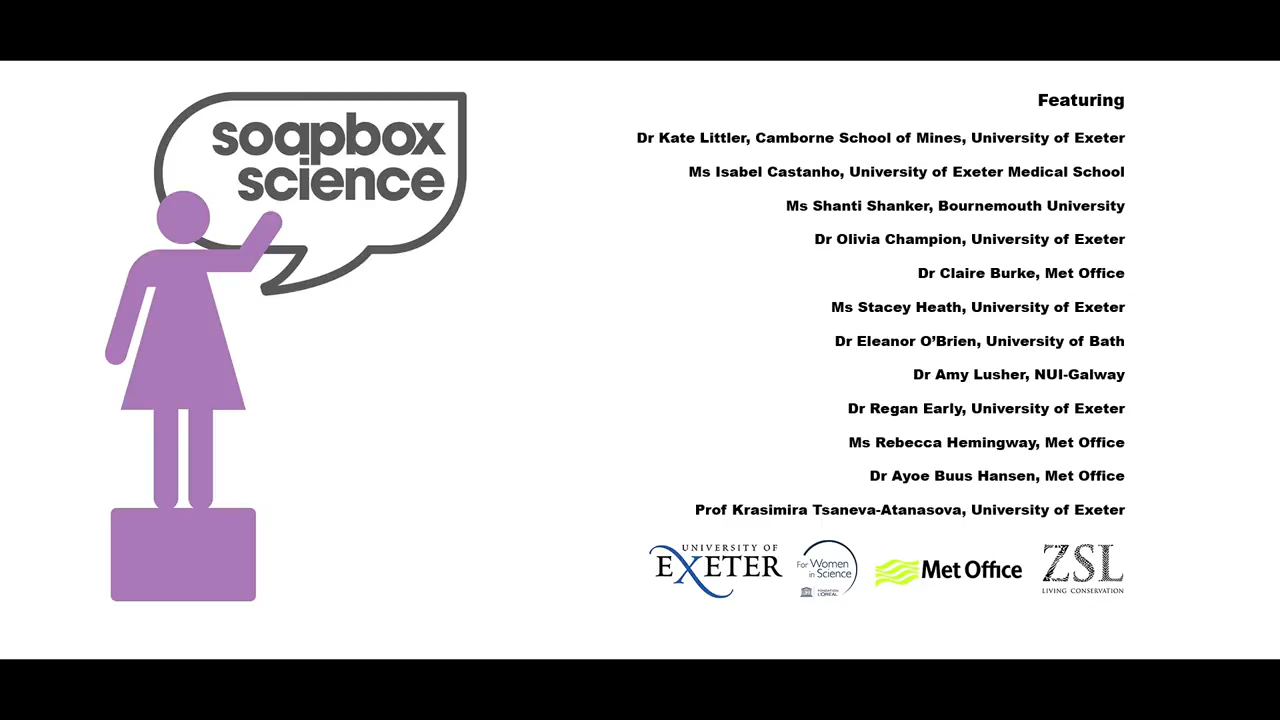 soapbox
science
Featuring
Dr Kate Littler, Camborne School of Mines, University of Exeter
Ms Isabel Castanho, University of Exeter Medical School
Ms Shanti Shanker, Bournemouth University
Dr Olivia Champion, University of Exeter
Dr Claire Burke, Met Office
Ms Stacey Heath, University of Exeter
Dr Eleanor O’Brien, University of Bath
Dr Amy Lusher, NUI-Galway
Dr Regan Early, University of Exeter
Ms Rebecca Hemingway, Met Office
Dr Ayoe Buus Hansen, Met Office
Prof Krasimira Tsaneva-Atanasova, University of Exeter
UNIVERSITY OF
EXETER
For Women
in Science
FONDATION
L'ORÉAL
Met Office
ZSL
LIVING CONSERVATION